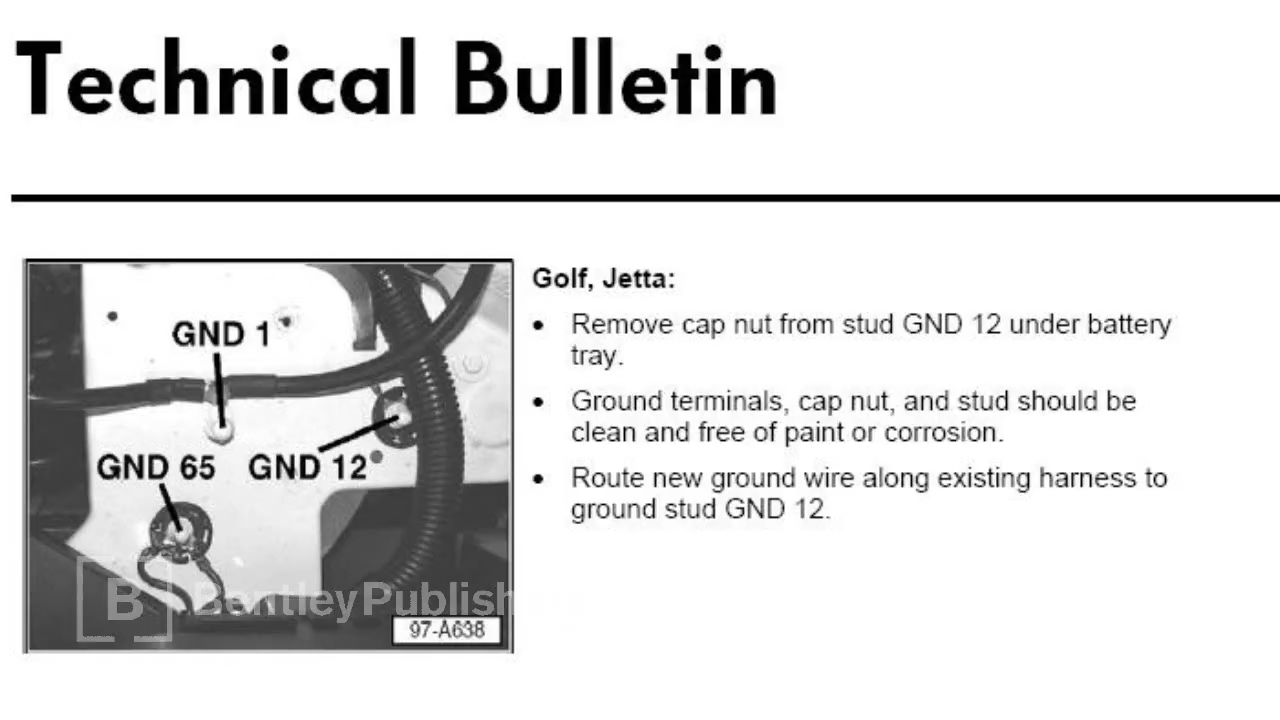 Technical Bulletin
GND 1
GND 65 GND 12
B BentleyPublishers
97-A638
Golf, Jetta:
• Remove cap nut from stud GND 12 under battery
tray.
• Ground terminals, cap nut, and stud should be
clean and free of paint or corrosion.
• Route new ground wire along existing harness to
ground stud GND 12.